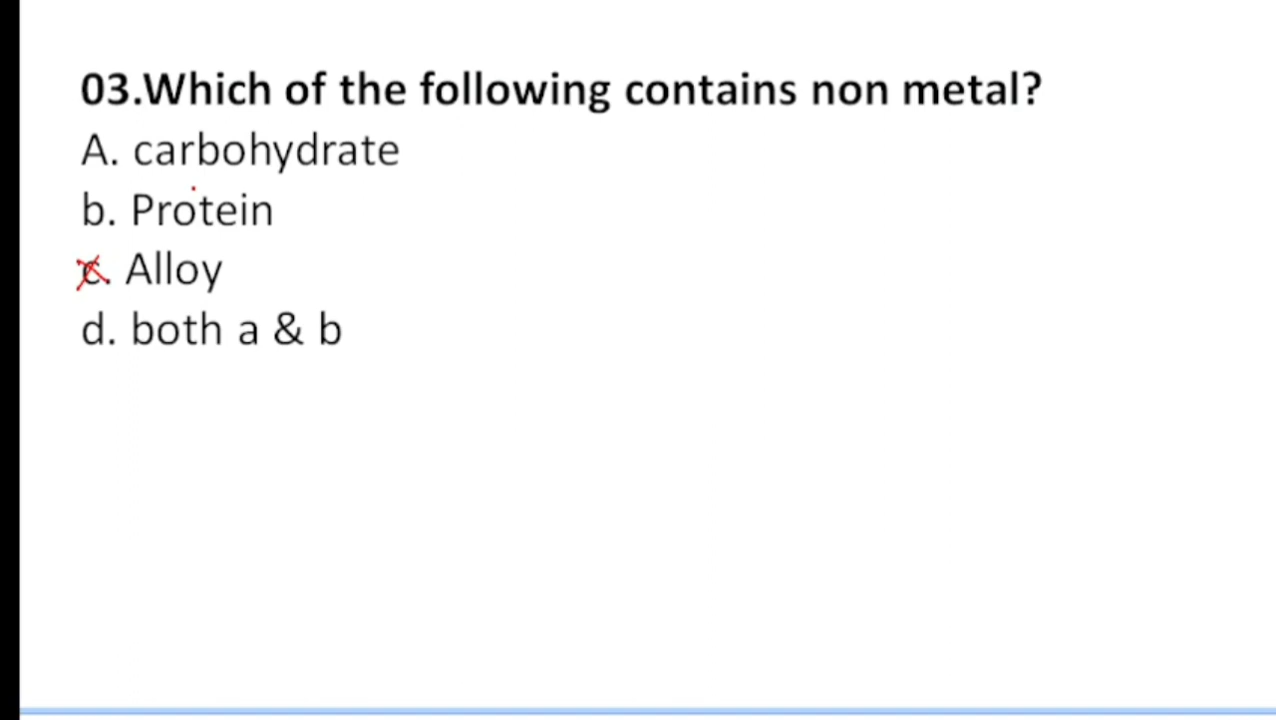 03.Which of the following contains non metal?
A. carbohydrate
b. Protein
c. Alloy
d. both a & b